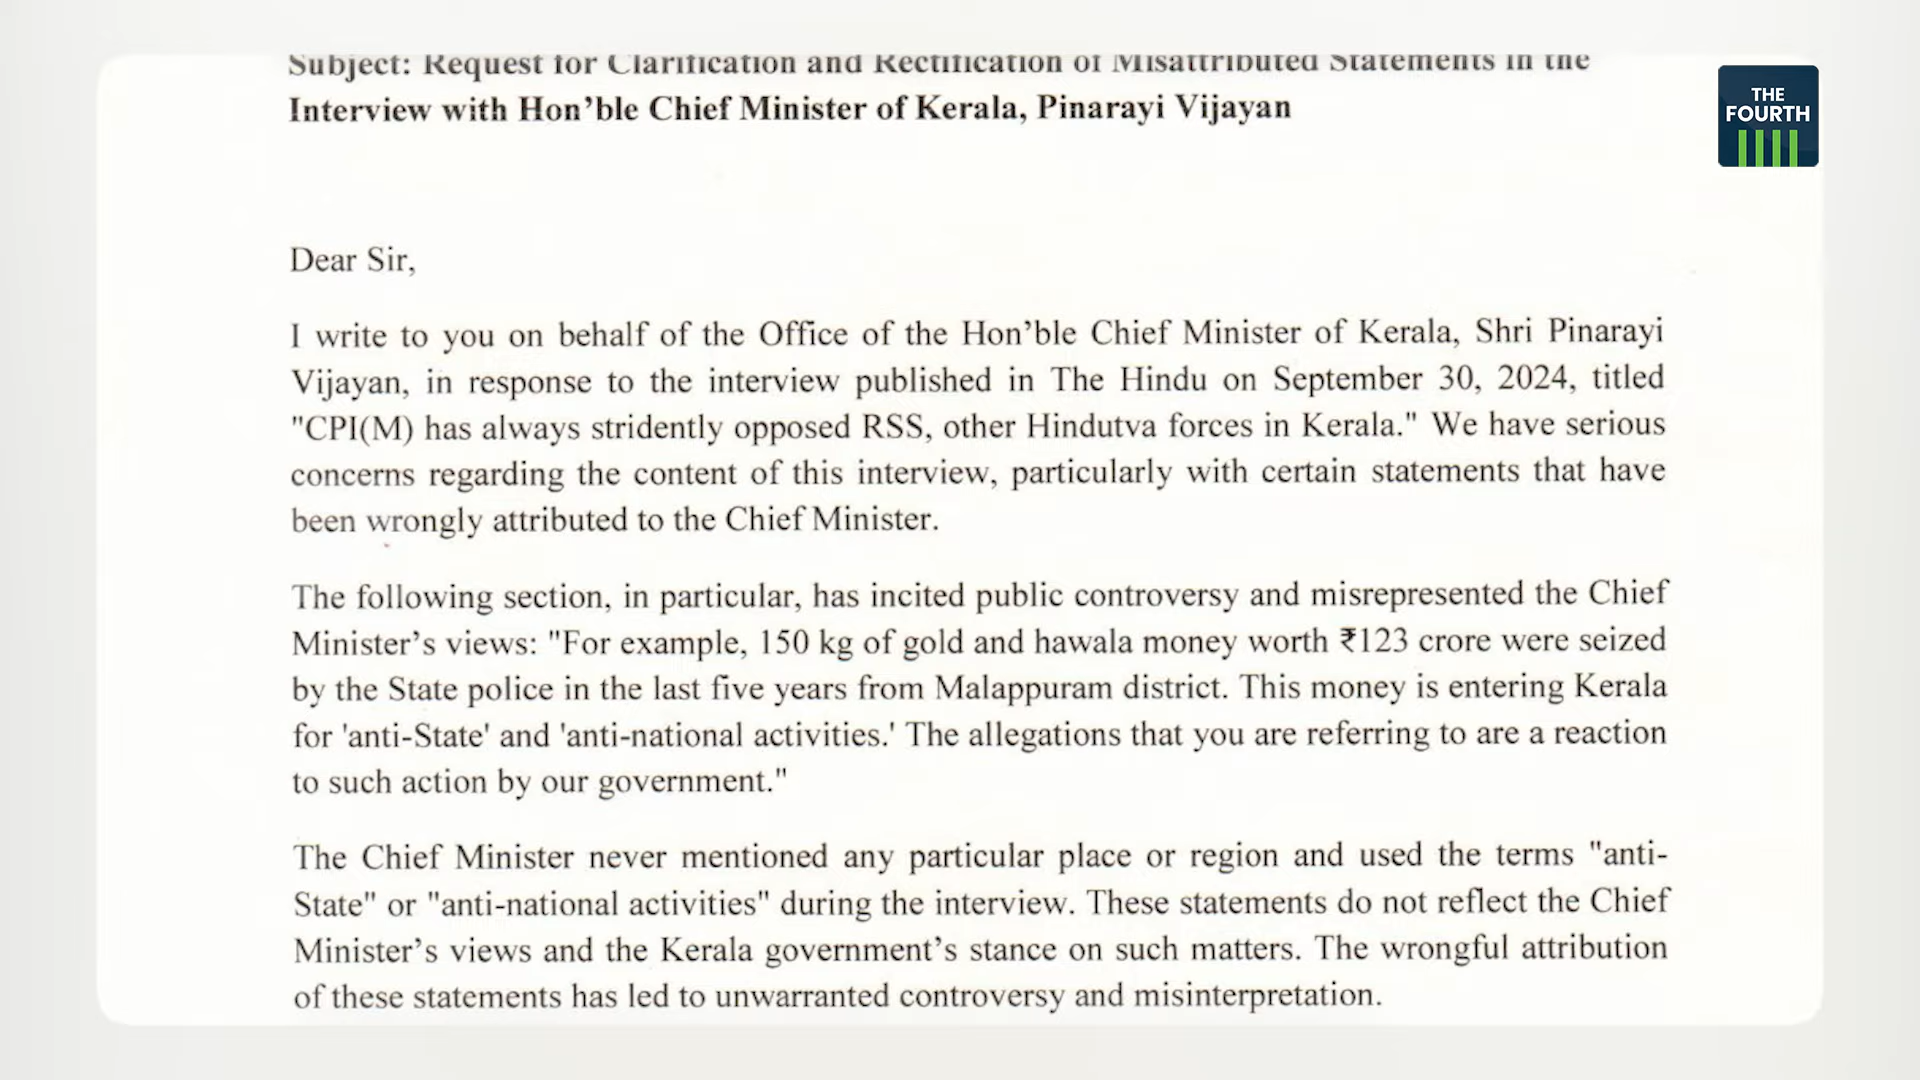 Subject: Request for Clarification and Rectification of Misattributed Statements in the
Interview with Hon’ble Chief Minister of Kerala, Pinarayi Vijayan
THE
FOURTH
Dear Sir,
I write to you on behalf of the Office of the Hon’ble Chief Minister of Kerala, Shri Pinarayi
Vijayan, in response to the interview published in The Hindu on September 30, 2024, titled
"CPI(M) has always stridently opposed RSS, other Hindutva forces in Kerala." We have serious
concerns regarding the content of this interview, particularly with certain statements that have
been wrongly attributed to the Chief Minister.
The following section, in particular, has incited public controversy and misrepresented the Chief
Minister’s views: "For example, 150 kg of gold and hawala money worth ₹123 crore were seized
by the State police in the last five years from Malappuram district. This money is entering Kerala
for 'anti-State' and 'anti-national activities.' The allegations that you are referring to are a reaction
to such action by our government."
The Chief Minister never mentioned any particular place or region and used the terms "anti-
State" or "anti-national activities" during the interview. These statements do not reflect the Chief
Minister’s views and the Kerala government’s stance on such matters. The wrongful attribution
of these statements has led to unwarranted controversy and misinterpretation.